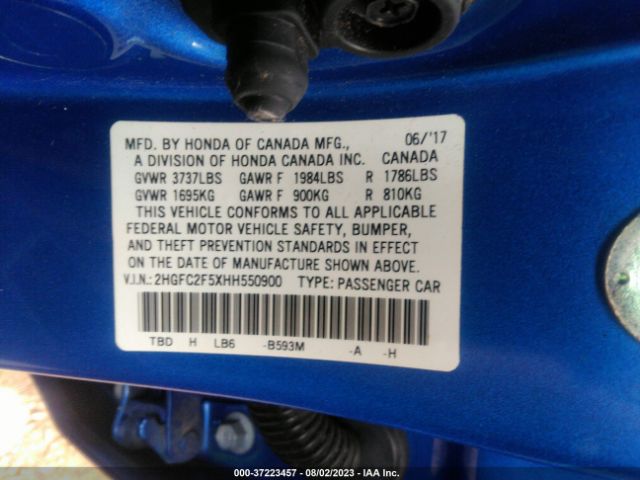 MFD. BY HONDA OF CANADA MFG., 06/'17
A DIVISION OF HONDA CANADA INC. CANADA
GVWR 3737LBS GAWR F 1984LBS R 1786LBS
GVWR 1695KG GAWR F 900KG R 810KG
THIS VEHICLE CONFORMS TO ALL APPLICABLE
FEDERAL MOTOR VEHICLE SAFETY, BUMPER,
AND THEFT PREVENTION STANDARDS IN EFFECT
ON THE DATE OF MANUFACTURE SHOWN ABOVE.
V.I.N.: 2HGFC2F5XHH550900 TYPE: PASSENGER CAR
TBD H LB6 -B593M -A -H
000-37223457 - 08/02/2023 - IAA Inc.